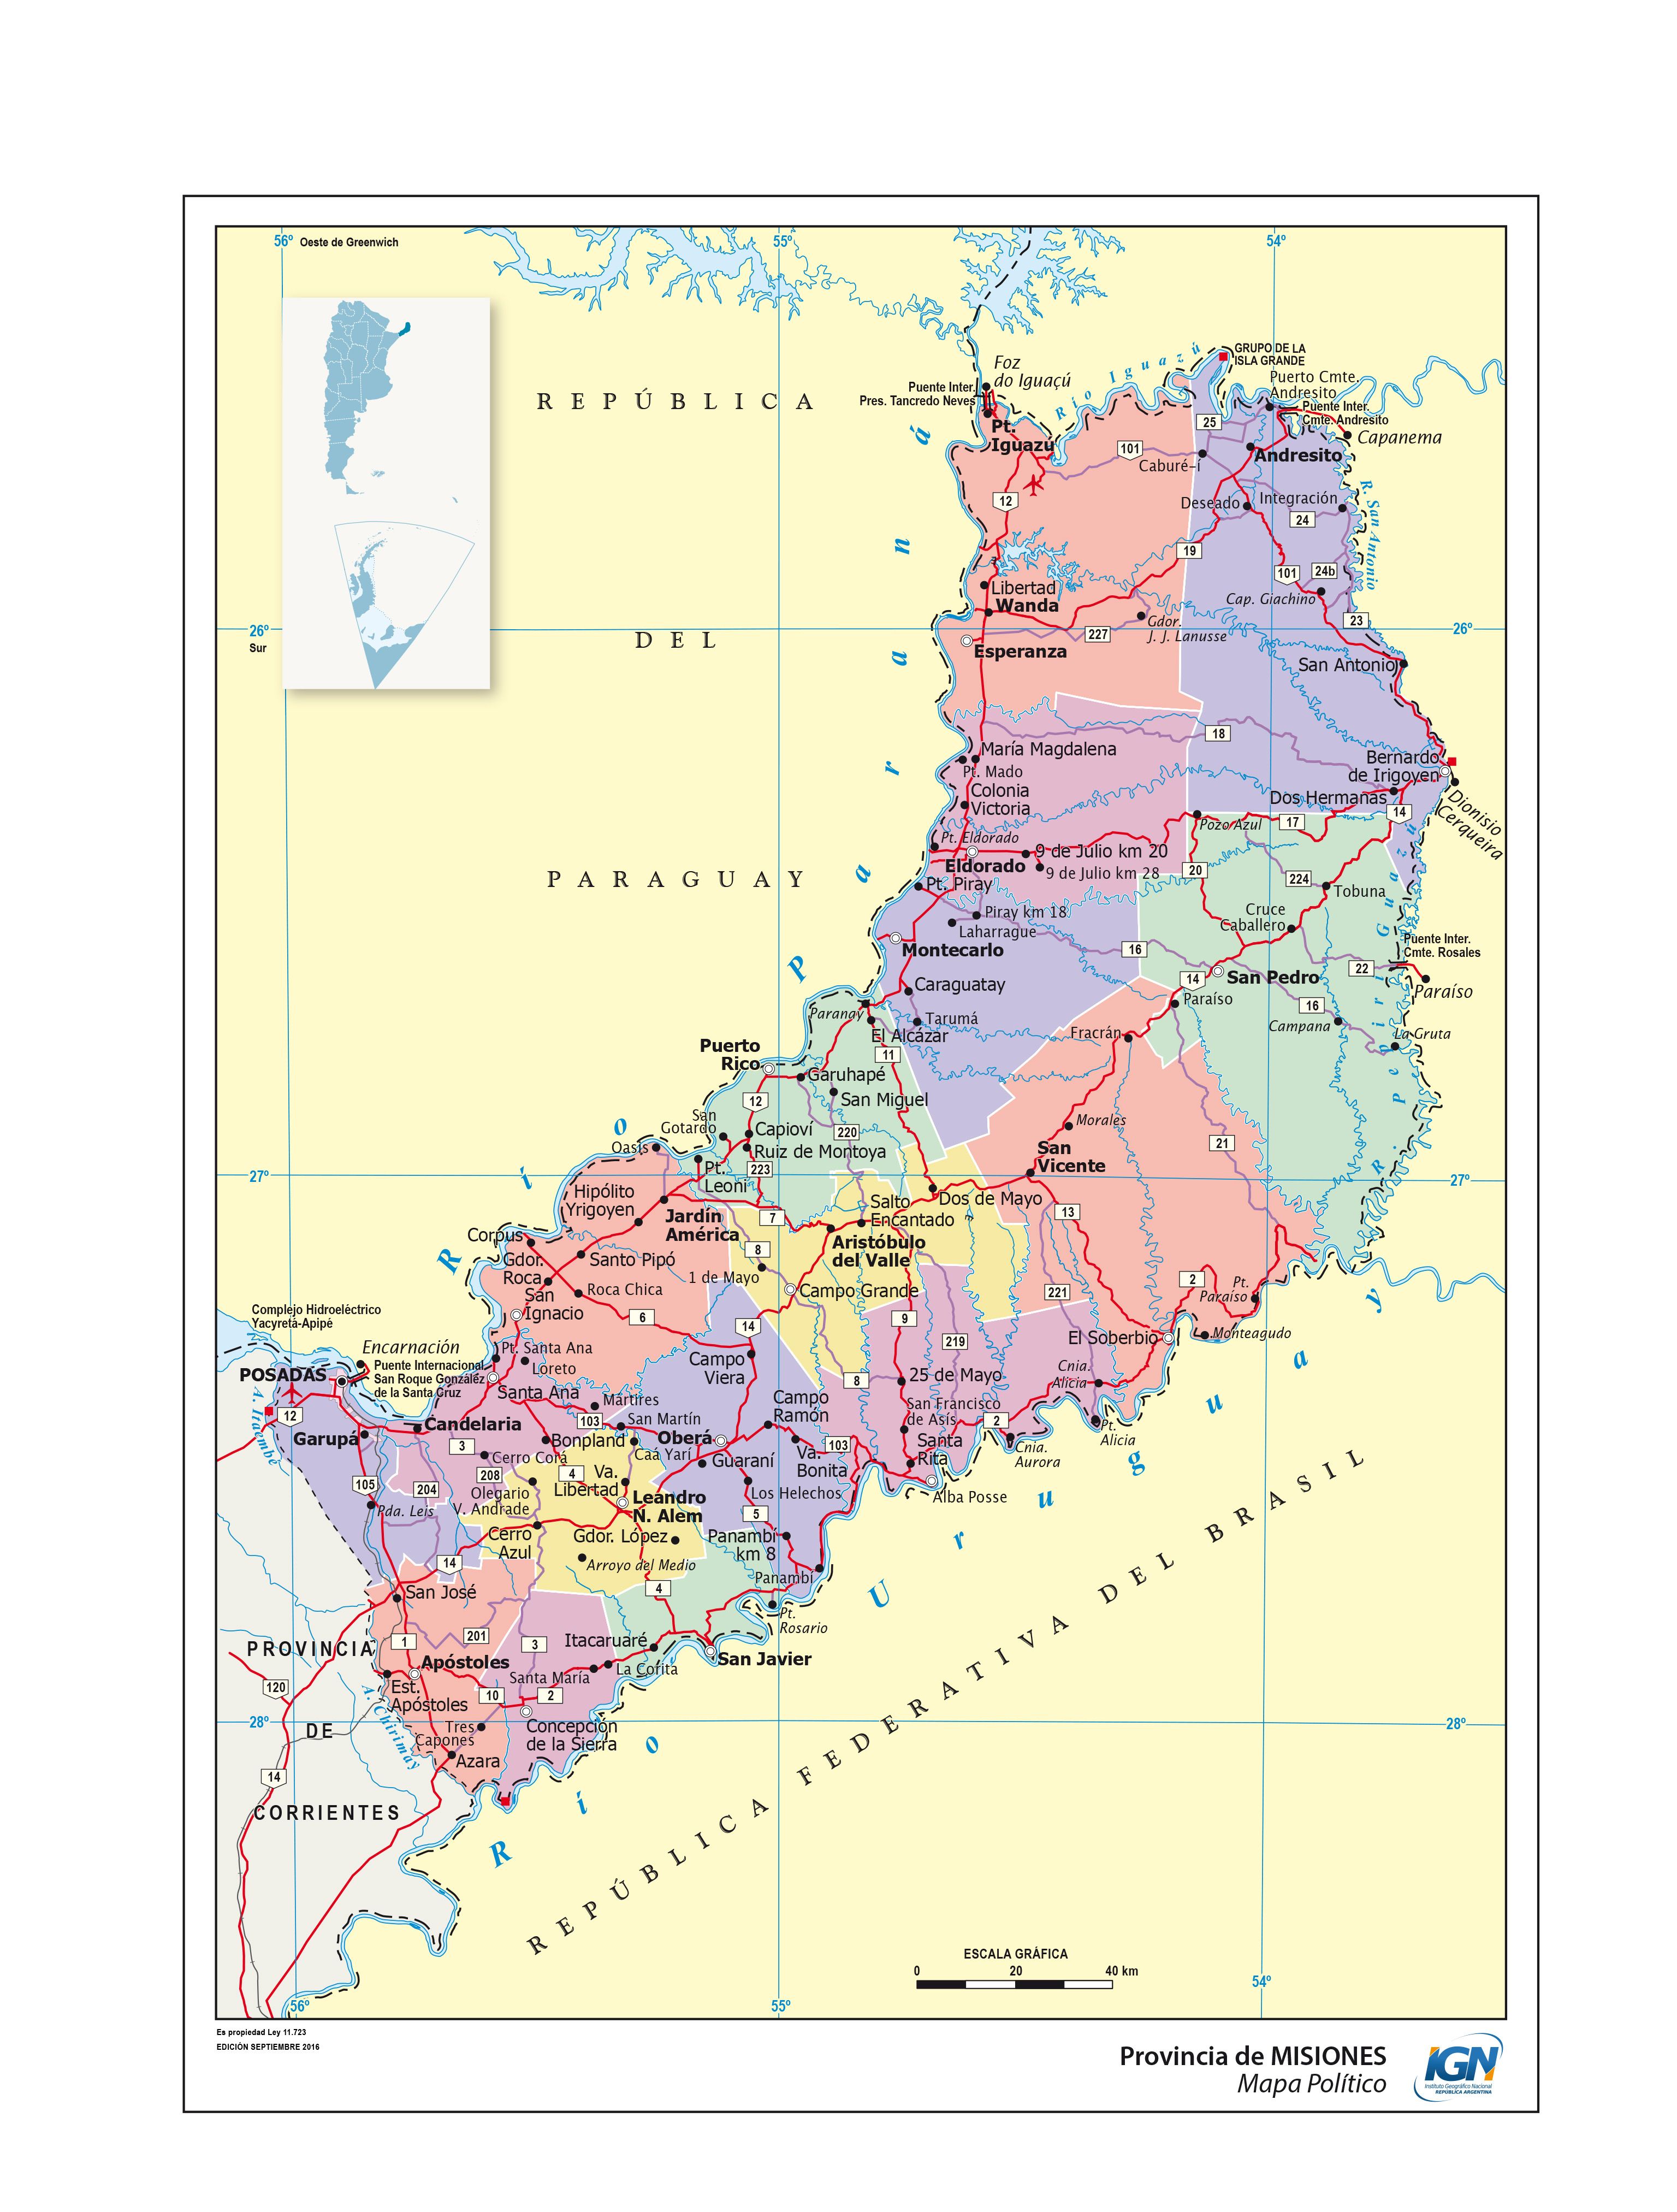 56º
Oeste de Greenwich
55º
54º
REPÚBLICA
DEL
PARAGUAY
Foz
do Iguaçú
Puente Inter.
Pres. Tancredo Neves
Pt.
Iguazú
Río Iguazú
GRUPO DE LA
ISLA GRANDE
Puerto Cmte.
Andresito
Puente Inter.
Cmte. Andresito
Capanema
25
101
Caburé-í
Andresito
12
Deseado
Integración
24
R. San Antonio
19
101
24b
Libertad
Wanda
Cap. Giachino
23
Gdor.
J. J. Lanusse
26º
Sur
227
26º
Esperanza
San Antonio
18
María Magdalena
Pt. Mado
Bernardo
de Irigoyen
Colonia
Victoria
Dos Hermanas
14
Dionisio
Cerqueira
Pozo Azul
17
Pt. Eldorado
9 de Julio km 20
Eldorado
9 de Julio km 28
20
224
Tobuna
Pt. Piray
Piray km 18
Laharrague
Cruce
Caballero
Montecarlo
16
Puente Inter.
Cmte. Rosales
22
14
San Pedro
Paraíso
Caraguatay
Paraíso
16
Paranay
Tarumá
El Alcázar
Fracrán
Campana
La Gruta
R. Pepirí Guazú
Puerto
Rico
11
Garuhapé
12
San Miguel
San
Gotardo
Capioví
220
Morales
21
Oasis
Ruiz de Montoya
San
Vicente
27º
223
27º
Pt.
Leoni
Hipólito
Yrigoyen
Salto
Encantado
Dos de Mayo
Jardín
América
7
13
Corpus
Aristóbulo
del Valle
8
Gdor.
Roca
Santo Pipó
1 de Mayo
2
Roca Chica
Campo Grande
221
Pt.
Paraíso
San
Ignacio
6
14
9
El Soberbio
Monteagudo
Complejo Hidroeléctrico
Yacyretá-Apipé
Encarnación
Pt. Santa Ana
219
Loreto
Campo
Viera
POSADAS
Puente Internacional
San Roque González
de la Santa Cruz
8
25 de Mayo
Cnia.
Alicia
Santa Ana
Mártires
Campo
Ramón
San Francisco
de Asís
12
A. Itaembé
Candelaria
103
San Martín
2
Pt.
Alicia
Garupá
3
Bonpland
Oberá
103
Santa
Rita
Cnia.
Aurora
Cerro Corá
Caá Yarí
Guaraní
Va.
Bonita
208
4
Va.
Libertad
105
204
Olegario
V. Andrade
Los Helechos
Alba Posse
Pda. Leis
Leandro
N. Alem
5
Cerro
Azul
Gdor. López
Panambí
km 8
14
Arroyo del Medio
Panambí
San José
4
Pt.
Rosario
PROVINCIA
1
201
3
Itacaruaré
Apóstoles
San Javier
120
Est.
Apóstoles
Santa María
La Corita
10
2
DE
28º
A. Chirimay
Tres
Capones
Concepción
de la Sierra
28º
Azara
14
CORRIENTES
Río Paraná
Río Uruguay
REPÚBLICA FEDERATIVA DEL BRASIL
ESCALA GRÁFICA
0 20 40 km
56º
55º
54º
Es propiedad Ley 11.723
EDICIÓN SEPTIEMBRE 2016
Provincia de MISIONES
Mapa Político
IGN
Instituto Geográfico Nacional
REPÚBLICA ARGENTINA